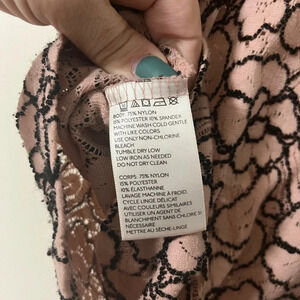 BODY: 75% NYLON
15% POLYESTER 10% SPANDEX
MACHINE WASH COLD GENTLE
WITH LIKE COLORS
USE ONLY NON-CHLORINE
BLEACH
TUMBLE DRY LOW
LOW IRON AS NEEDED
DO NOT DRY CLEAN
CORPS: 75% NYLON
15% POLYESTER
10% ÉLASTHANNE
LAVAGE MACHINE À FROID,
CYCLE LINGE DÉLICAT
AVEC COULEURS SIMILAIRES
UTILISER UN AGENT DE
BLANCHIMENT SANS CHLORE SI
NÉCESSAIRE
METTRE AU SÈCHE-LINGE